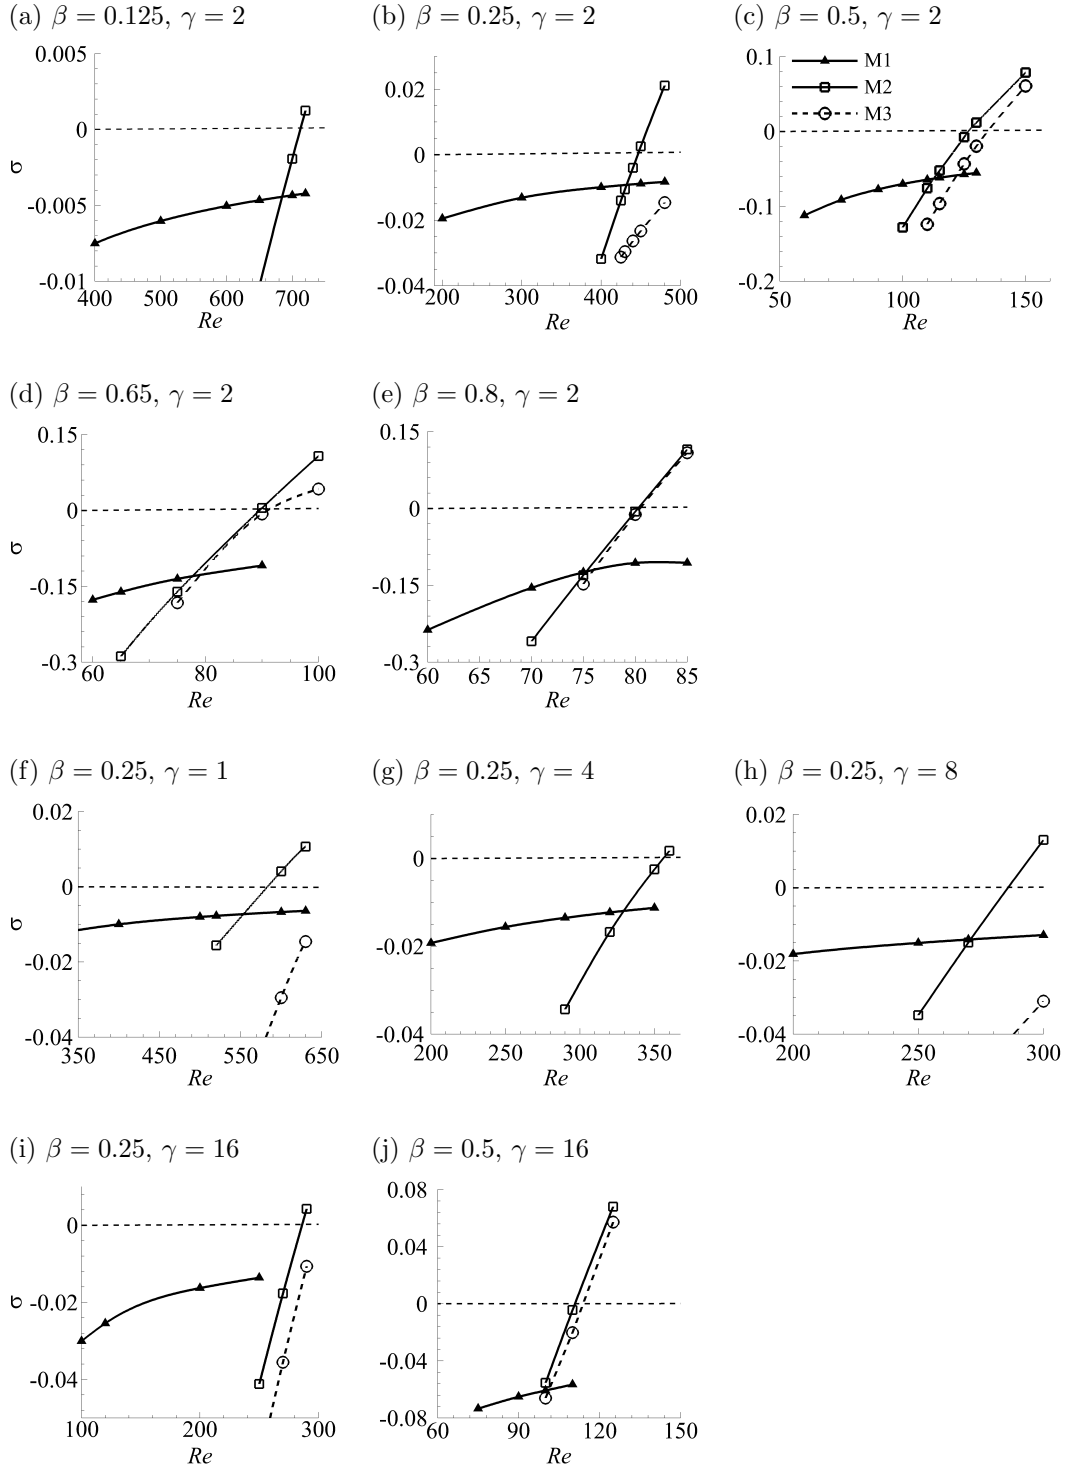 (a) β = 0.125, γ = 2 (b) β = 0.25, γ = 2 (c) β = 0.5, γ = 2
0.005
0
-0.005
-0.01
σ
400 500 600 700
Re
0.02
0
-0.02
-0.04
200 300 400 500
Re
0.1
0
-0.1
-0.2
M1
M2
M3
50 100 150
Re
(d) β = 0.65, γ = 2 (e) β = 0.8, γ = 2
0.15
0
-0.15
-0.3
σ
60 80 100
Re
0.15
0
-0.15
-0.3
60 65 70 75 80 85
Re
(f) β = 0.25, γ = 1 (g) β = 0.25, γ = 4 (h) β = 0.25, γ = 8
0.02
0
-0.02
-0.04
σ
350 450 550 650
Re
0
-0.02
-0.04
200 250 300 350
Re
0.02
0
-0.02
-0.04
200 250 300
Re
(i) β = 0.25, γ = 16 (j) β = 0.5, γ = 16
0
-0.02
-0.04
σ
100 200 300
Re
0.08
0.04
0
-0.04
-0.08
60 90 120 150
Re